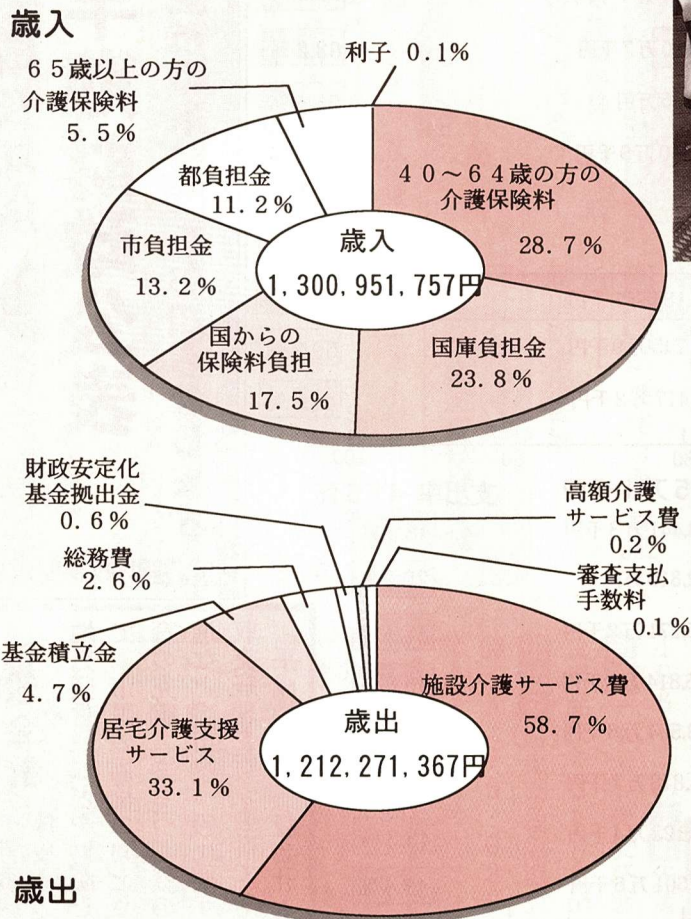 歳入
65歳以上の方の
介護保険料
5.5%
利子 0.1%
都負担金
11.2%
40～64歳の方の
介護保険料
28.7%
市負担金
13.2%
歳入
1,300,951,757円
国からの
保険料負担
17.5%
国庫負担金
23.8%
財政安定化
基金拠出金
0.6%
高額介護
サービス費
0.2%
総務費
2.6%
審査支払
手数料
0.1%
基金積立金
4.7%
施設介護サービス費
58.7%
居宅介護支援
サービス
33.1%
歳出
1,212,271,367円
歳出